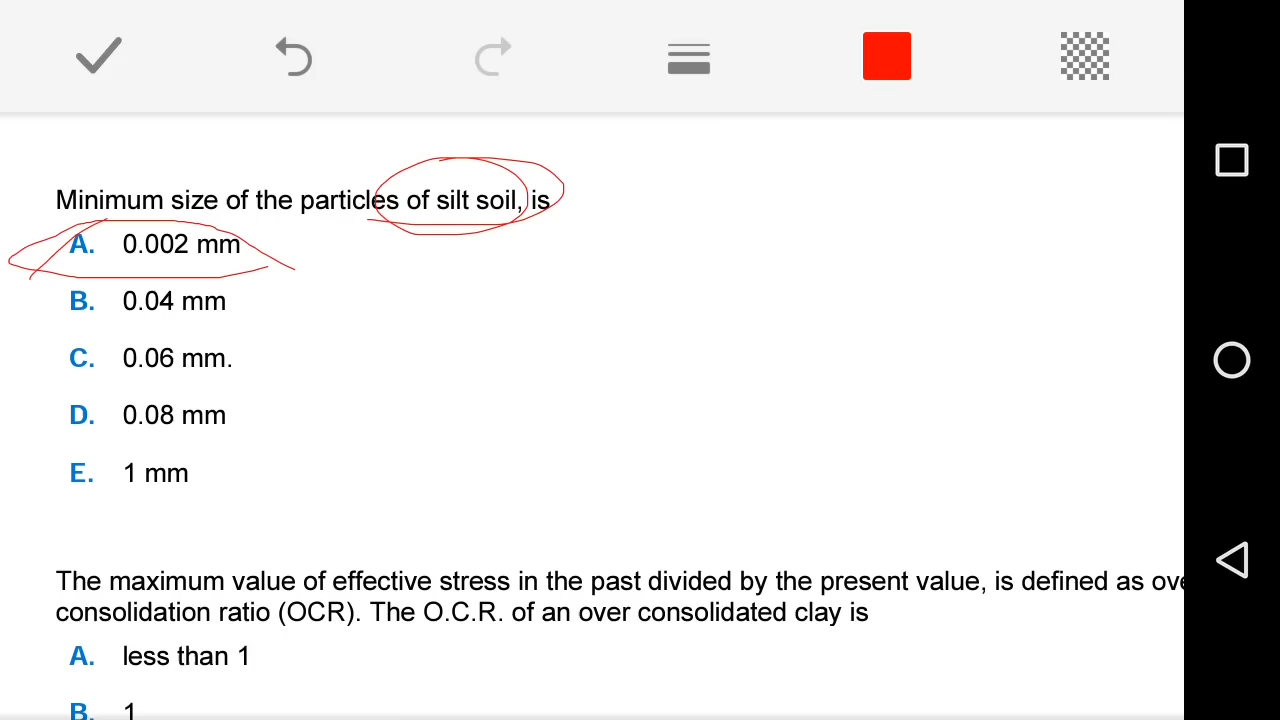 Minimum size of the particles of silt soil, is
A. 0.002 mm
B. 0.04 mm
C. 0.06 mm.
D. 0.08 mm
E. 1 mm
The maximum value of effective stress in the past divided by the present value, is defined as
consolidation ratio (OCR). The O.C.R. of an over consolidated clay is
A. less than 1
B. 1